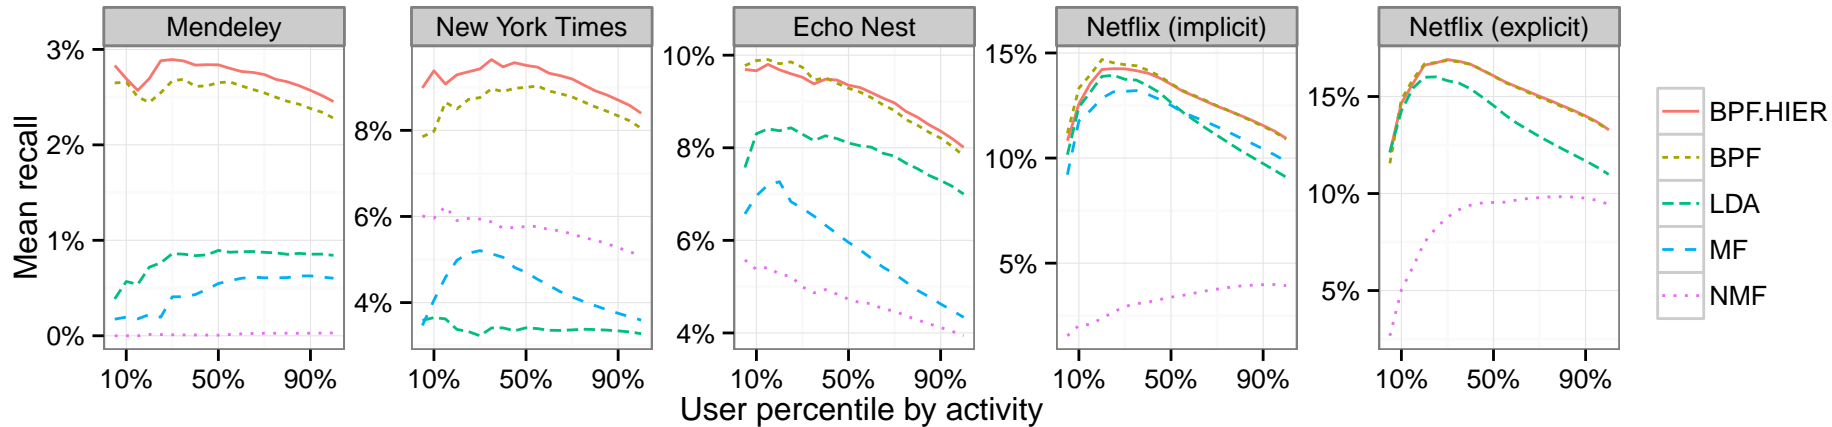 Mendeley
New York Times
Echo Nest
Netflix (implicit)
Netflix (explicit)
Mean recall
3%
2%
1%
0%
10% 50% 90%
8%
6%
4%
10% 50% 90%
10%
8%
6%
4%
10% 50% 90%
15%
10%
5%
10% 50% 90%
15%
10%
5%
10% 50% 90%
User percentile by activity
BPF.HIER
BPF
LDA
MF
NMF